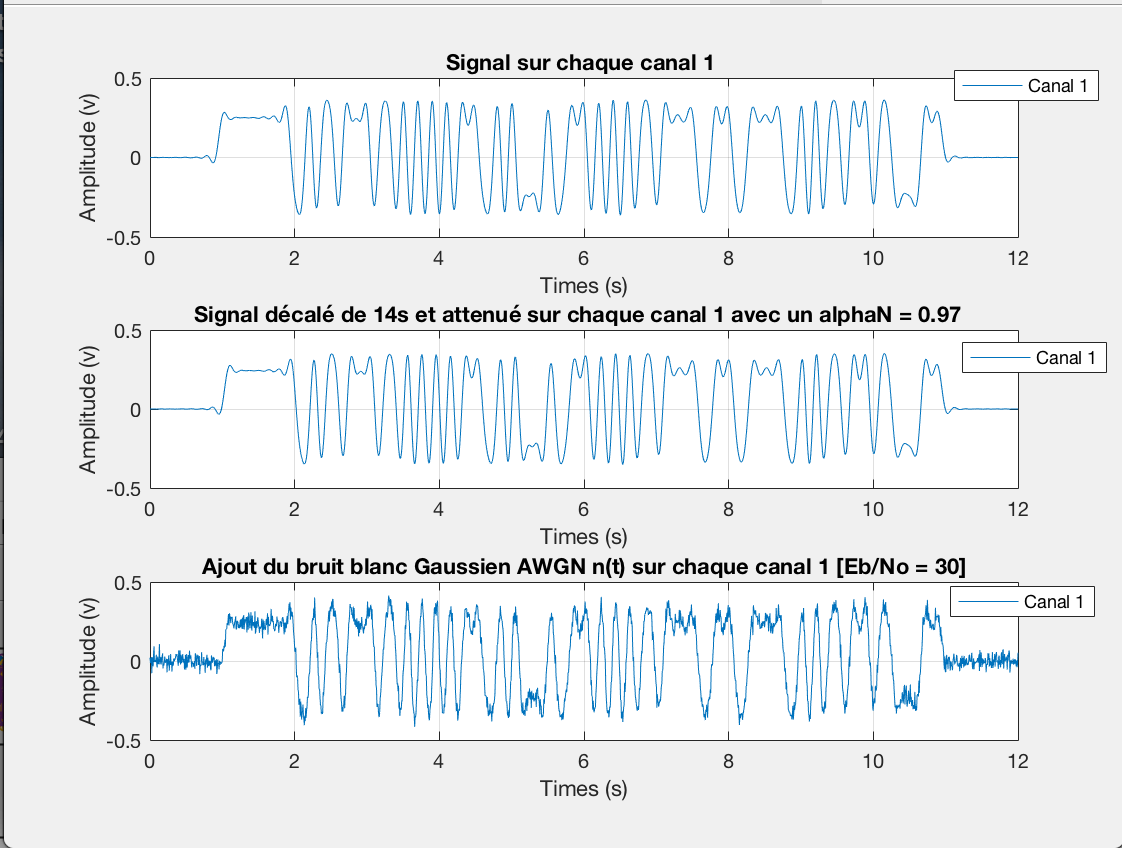 Signal sur chaque canal 1
Canal 1
Amplitude (v)
0.5
0
-0.5
0 2 4 6 8 10 12
Times (s)
Signal décalé de 14s et attenué sur chaque canal 1 avec un alphaN = 0.97
Canal 1
Amplitude (v)
0.5
0
-0.5
0 2 4 6 8 10 12
Times (s)
Ajout du bruit blanc Gaussien AWGN n(t) sur chaque canal 1 [Eb/No = 30]
Canal 1
Amplitude (v)
0.5
0
-0.5
0 2 4 6 8 10 12
Times (s)